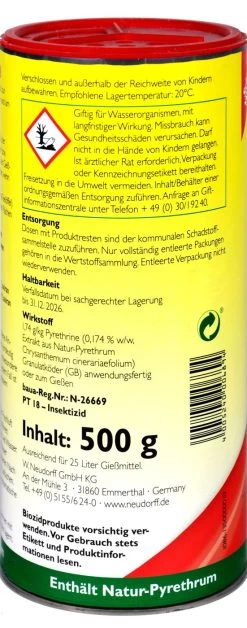 Verschlossen und außerhalb der Reichweite von Kindern
aufbewahren. Empfohlene Lagertemperatur: 20°C.
Giftig für Wasserorganismen, mit
langfristiger Wirkung. Missbrauch kann
Gesundheitsschäden verursachen. Darf
nicht in die Hände von Kindern gelangen.
Ist ärztlicher Rat erforderlich, Verpackung
oder Kennzeichnungsetikett bereithalten.
Freisetzung in die Umwelt vermeiden. Inhalt/Behälter einer
ordnungsgemäßen Entsorgung zuführen. Anfrage an Gift-
informationszentrale unter Telefon + 49 (0) 30/19240.
Entsorgung
Dosen mit Produktresten sind der kommunalen Schadstoff-
sammelstelle zuzuführen. Nur vollständig entleerte Packungen
gehören in die Wertstoffsammlung. Entleerte Verpackung nicht
wiederverwenden.
Haltbarkeit
Verfallsdatum bei sachgerechter Lagerung
bis 31.12.2026.
Wirkstoff
1,74 g/kg Pyrethrine (0,174 % w/w,
Extrakt aus Natur-Pyrethrum
Chrysanthemum cinerariaefolium)
Granulatköder (GB) anwendungsfertig
oder zum Gießen
baua-Reg.Nr.: N-26669
PT 18 – Insektizid
Inhalt: 500 g
Ausreichend für 25 Liter Gießmittel.
W. Neudorff GmbH KG
An der Mühle 3 · 31860 Emmerthal · Germany
Tel. +49 (0) 5155/624-0 · www.neudorff.de
Biozidprodukte vorsichtig ver-
wenden. Vor Gebrauch stets
Etikett und Produktinfor-
mationen lesen.
Enthält Natur-Pyrethrum